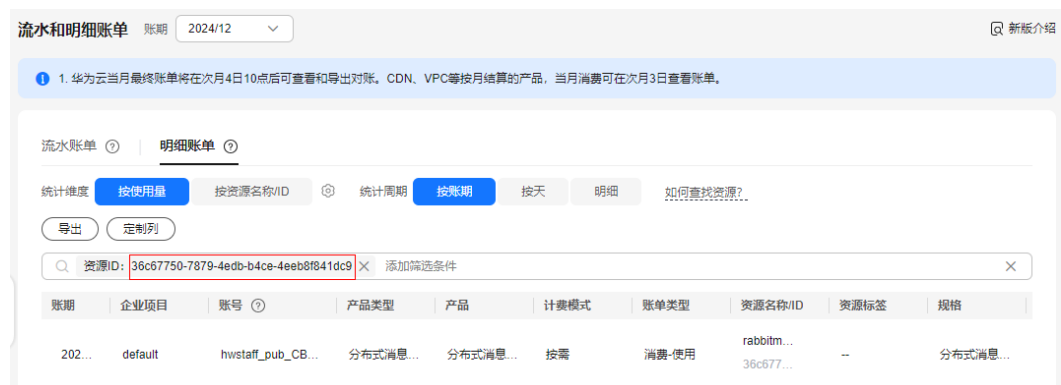 流水和明细账单 账期 2024/12 新版介绍
1. 华为云当月最终账单将在次月4日10点后可查看和导出对账。CDN、VPC等按月结算的产品，当月消费可在次月3日查看账单。
流水账单 明细账单
统计维度 按使用量 按资源名称/ID 统计周期 按账期 按天 明细 如何查找资源?
导出 定制列
资源ID: 36c67750-7879-4edb-b4ce-4eeb8f841dc9 添加筛选条件
账期 企业项目 账号 产品类型 产品 计费模式 账单类型 资源名称/ID 资源标签 规格
202... default hwstaff_pub_CB... 分布式消息... 分布式消息... 按需 消费-使用 rabbitm... -- 分布式消息...
36c677...